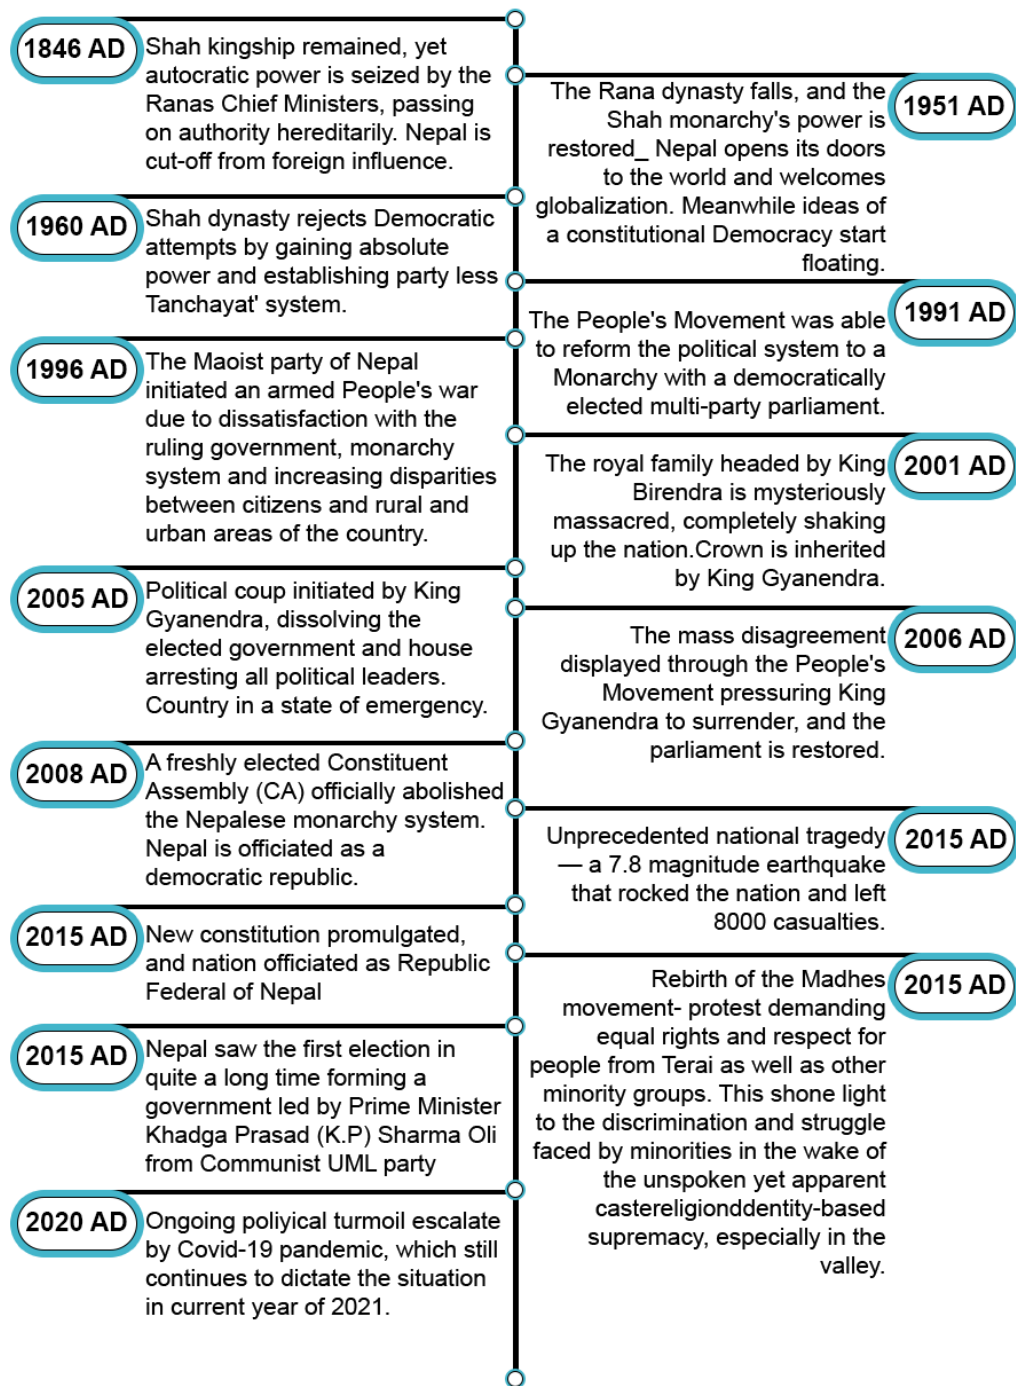 1846 AD
Shah kingship remained, yet
autocratic power is seized by the
Ranas Chief Ministers, passing
on authority hereditarily. Nepal is
cut-off from foreign influence.
1951 AD
The Rana dynasty falls, and the
Shah monarchy's power is
restored_ Nepal opens its doors
to the world and welcomes
globalization. Meanwhile ideas of
a constitutional Democracy start
floating.
1960 AD
Shah dynasty rejects Democratic
attempts by gaining absolute
power and establishing party less
Tanchayat' system.
1991 AD
The People's Movement was able
to reform the political system to a
Monarchy with a democratically
elected multi-party parliament.
1996 AD
The Maoist party of Nepal
initiated an armed People's war
due to dissatisfaction with the
ruling government, monarchy
system and increasing disparities
between citizens and rural and
urban areas of the country.
2001 AD
The royal family headed by King
Birendra is mysteriously
massacred, completely shaking
up the nation.Crown is inherited
by King Gyanendra.
2005 AD
Political coup initiated by King
Gyanendra, dissolving the
elected government and house
arresting all political leaders.
Country in a state of emergency.
2006 AD
The mass disagreement
displayed through the People's
Movement pressuring King
Gyanendra to surrender, and the
parliament is restored.
2008 AD
A freshly elected Constituent
Assembly (CA) officially abolished
the Nepalese monarchy system.
Nepal is officiated as a
democratic republic.
2015 AD
Unprecedented national tragedy
— a 7.8 magnitude earthquake
that rocked the nation and left
8000 casualties.
2015 AD
New constitution promulgated,
and nation officiated as Republic
Federal of Nepal
2015 AD
Rebirth of the Madhes
movement- protest demanding
equal rights and respect for
people from Terai as well as other
minority groups. This shone light
to the discrimination and struggle
faced by minorities in the wake of
the unspoken yet apparent
castereligionddentity-based
supremacy, especially in the
valley.
2015 AD
Nepal saw the first election in
quite a long time forming a
government led by Prime Minister
Khadga Prasad (K.P) Sharma Oli
from Communist UML party
2020 AD
Ongoing poliyical turmoil escalate
by Covid-19 pandemic, which still
continues to dictate the situation
in current year of 2021.